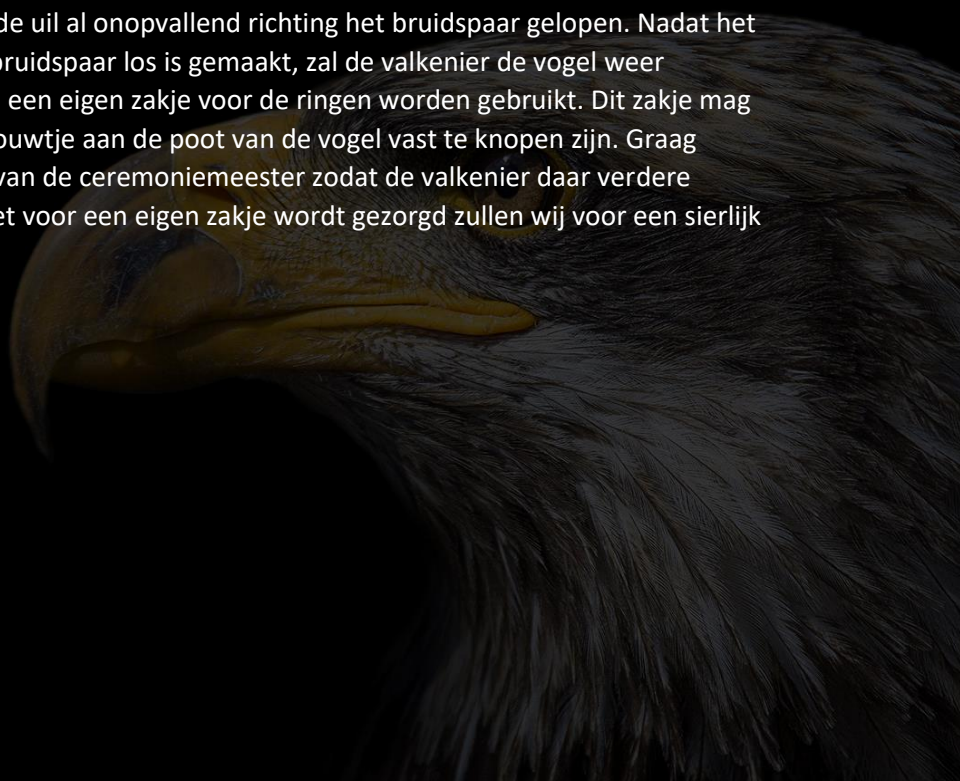 de uil al onopvallend richting het bruidspaar gelopen. Nadat het
bruidspaar los is gemaakt, zal de valkenier de vogel weer
een eigen zakje voor de ringen worden gebruikt. Dit zakje mag
ouwtje aan de poot van de vogel vast te knopen zijn. Graag
van de ceremoniemeester zodat de valkenier daar verdere
et voor een eigen zakje wordt gezorgd zullen wij voor een sierlijk